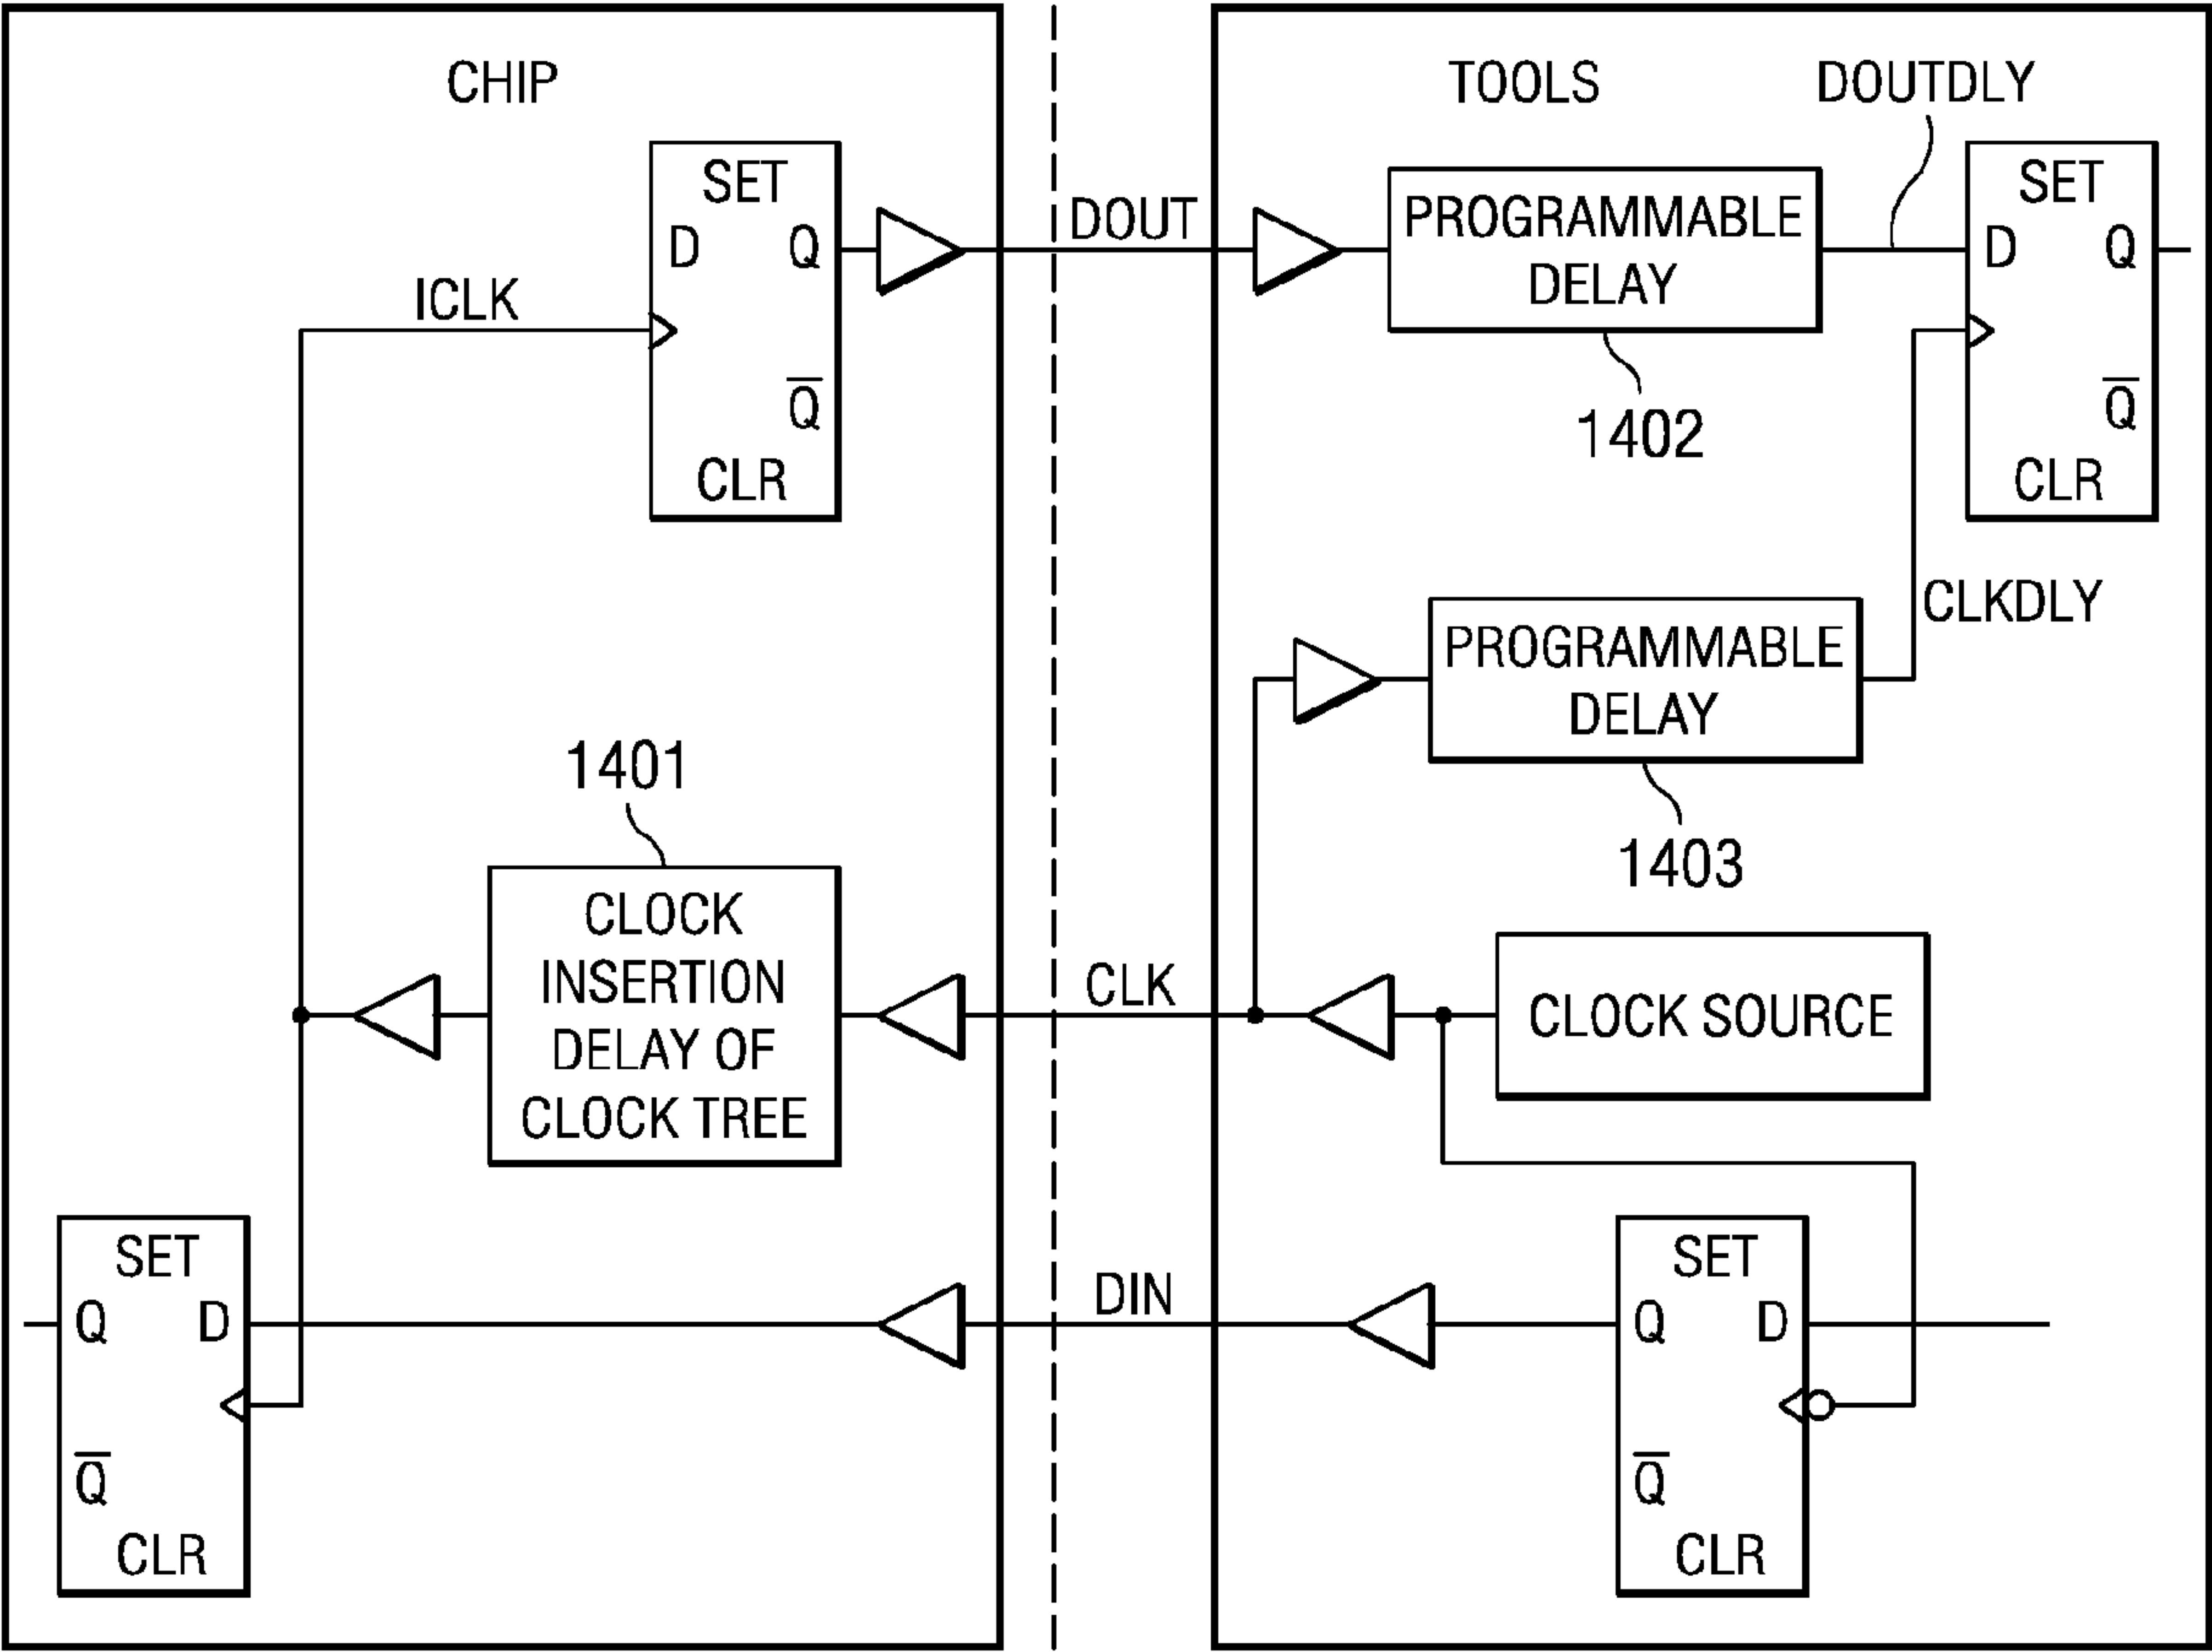 CHIP
TOOLS
DOUTDLY
SET
D Q
Q̅
CLR
ICLK
DOUT
PROGRAMMABLE
DELAY
1402
SET
D Q
Q̅
CLR
CLKDLY
PROGRAMMABLE
DELAY
1403
1401
CLOCK
INSERTION
DELAY OF
CLOCK TREE
CLK
CLOCK SOURCE
SET
Q D
Q̅
CLR
DIN
SET
Q D
Q̅
CLR